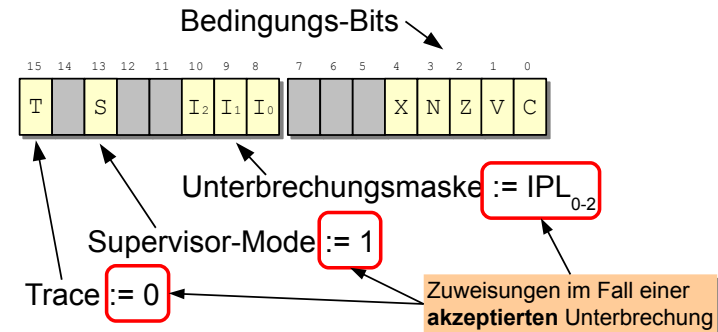 Bedingungs-Bits
15 14 13 12 11 10 9 8 7 6 5 4 3 2 1 0
T S I₂ I₁ I₀ X N Z V C
Unterbrechungsmaske := IPL₀₋₂
Supervisor-Mode := 1
Trace := 0
Zuweisungen im Fall einer
akzeptierten Unterbrechung